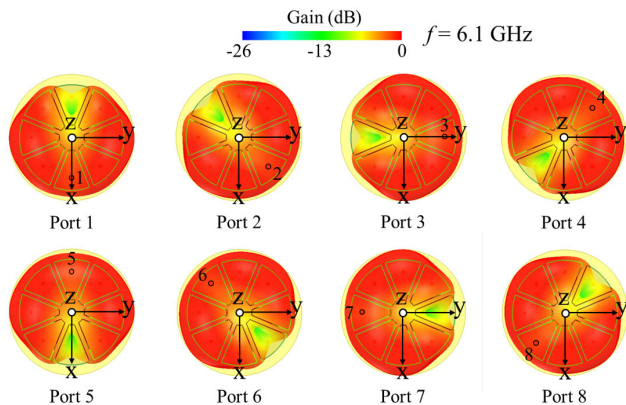 Gain (dB)
-26 -13 0
f = 6.1 GHz
z y 1 x
z y 2 x
z 3 y x
4 z y x
Port 1 Port 2 Port 3 Port 4
5 z y x
6 z y x
7 z y x
z y 8 x
Port 5 Port 6 Port 7 Port 8